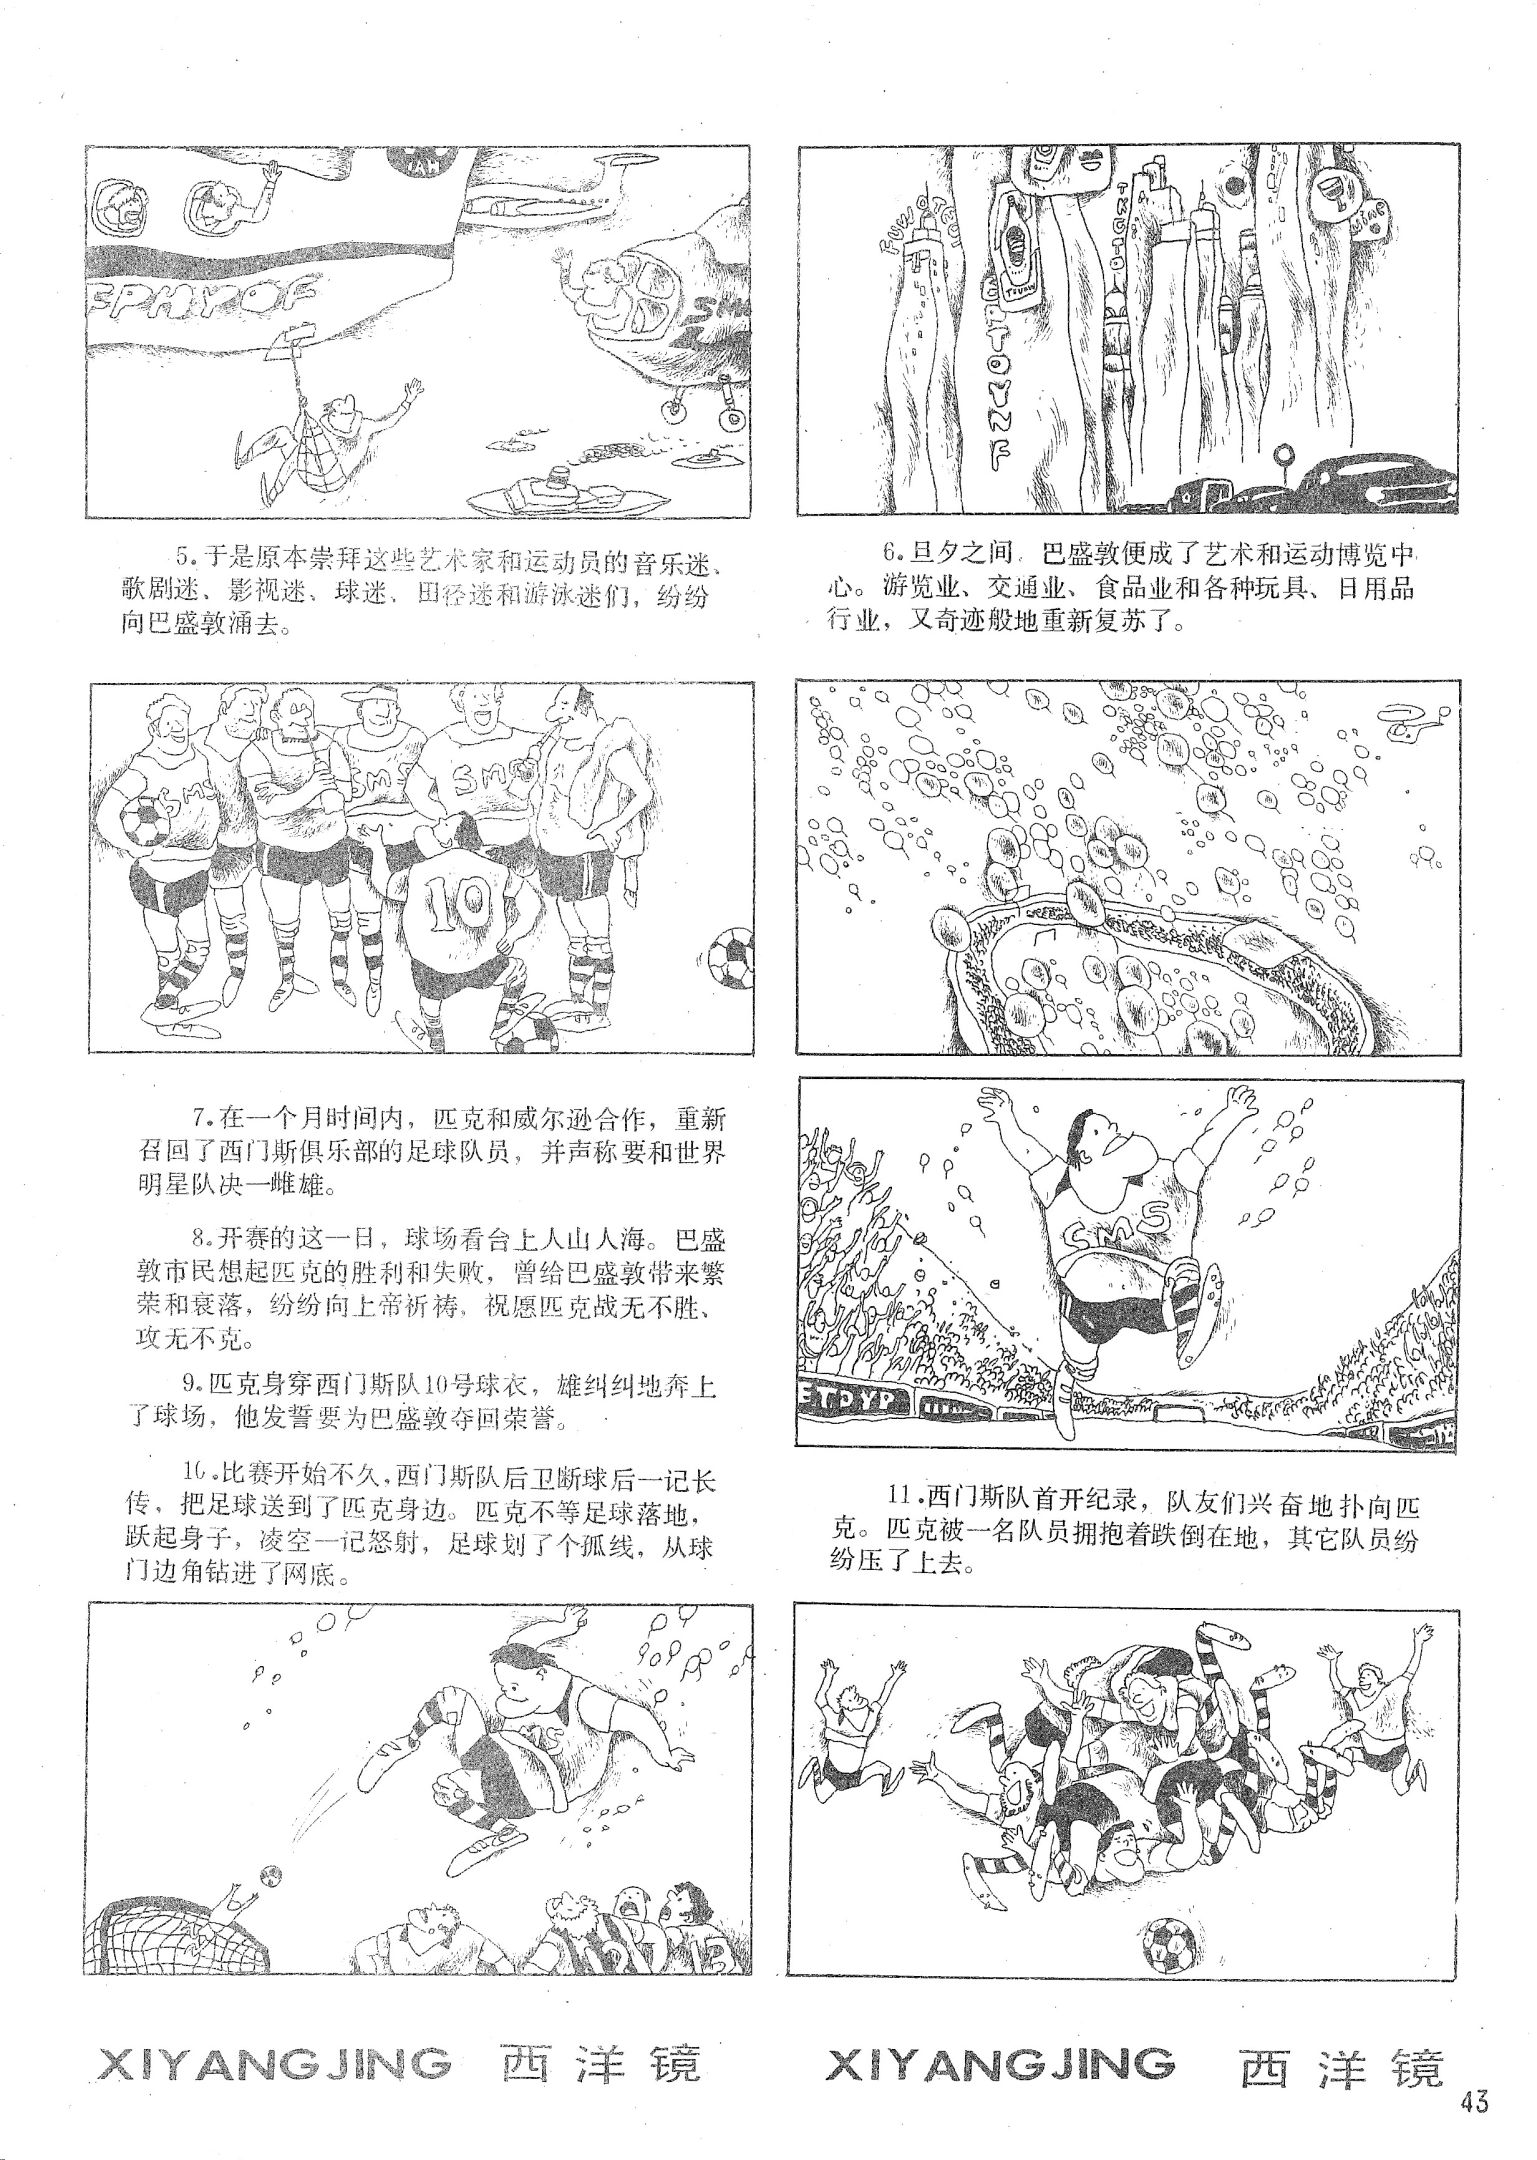 IAW
EPHYOF
SM
5.于是原本崇拜这些艺术家和运动员的音乐迷、
歌剧迷、影视迷、球迷、田径迷和游泳迷们，纷纷
向巴盛敦涌去。
6.旦夕之间，巴盛敦便成了艺术和运动博览中
心。游览业、交通业、食品业和各种玩具、日用品
行业，又奇迹般地重新复苏了。
SMS
SMS
SMS
10
7.在一个月时间内，匹克和威尔逊合作，重新
召回了西门斯俱乐部的足球队员，并声称要和世界
明星队决一雌雄。
8.开赛的这一日，球场看台上人山人海。巴盛
敦市民想起匹克的胜利和失败，曾给巴盛敦带来繁
荣和衰落，纷纷向上帝祈祷，祝愿匹克战无不胜、
攻无不克。
9.匹克身穿西门斯队10号球衣，雄纠纠地奔上
了球场，他发誓要为巴盛敦夺回荣誉。
10.比赛开始不久，西门斯队后卫断球后一记长
传，把足球送到了匹克身边。匹克不等足球落地，
跃起身子，凌空一记怒射，足球划了个孤线，从球
门边角钻进了网底。
SMS
ETDYP
11.西门斯队首开纪录，队友们兴奋地扑向匹
克。匹克被一名队员拥抱着跌倒在地，其它队员纷
纷压了上去。
12
7
13
XIYANGJING 西洋镜
XIYANGJING 西洋镜
43